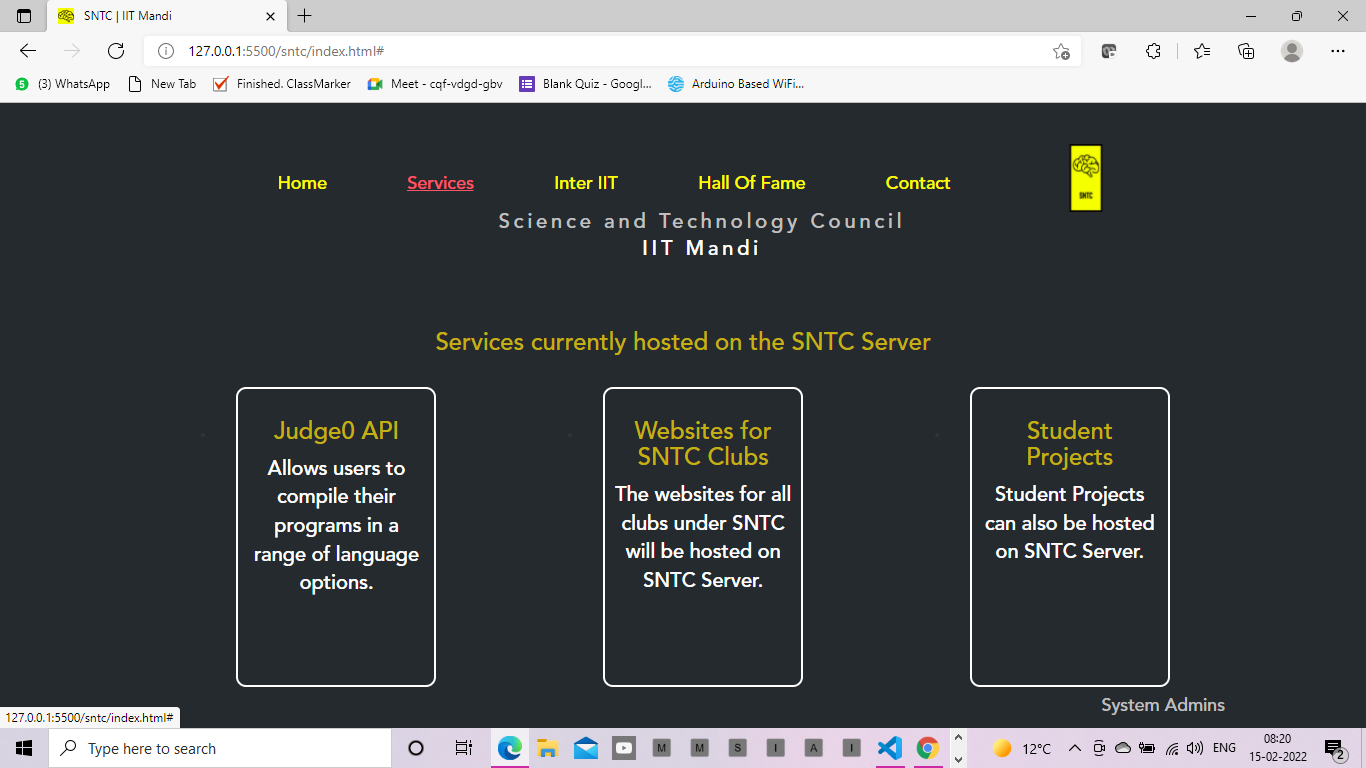 SNTC | IIT Mandi
127.0.0.1:5500/sntc/index.html#
5 (3) WhatsApp New Tab Finished. ClassMarker Meet - cqf-vdgd-gbv Blank Quiz - Googl... Arduino Based WiFi...
Home Services Inter IIT Hall Of Fame Contact
SNTC
Science and Technology Council
IIT Mandi
Services currently hosted on the SNTC Server
Judge0 API
Allows users to
compile their
programs in a
range of language
options.
Websites for
SNTC Clubs
The websites for all
clubs under SNTC
will be hosted on
SNTC Server.
Student
Projects
Student Projects
can also be hosted
on SNTC Server.
System Admins
127.0.0.1:5500/sntc/index.html#
Type here to search
M M S I A I
12°C
ENG
08:20
15-02-2022
2